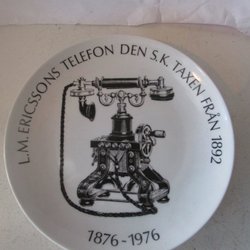 L.M. ERICSSONS TELEFON DEN S.K. TAXEN FRÅN 1892
1876-1976